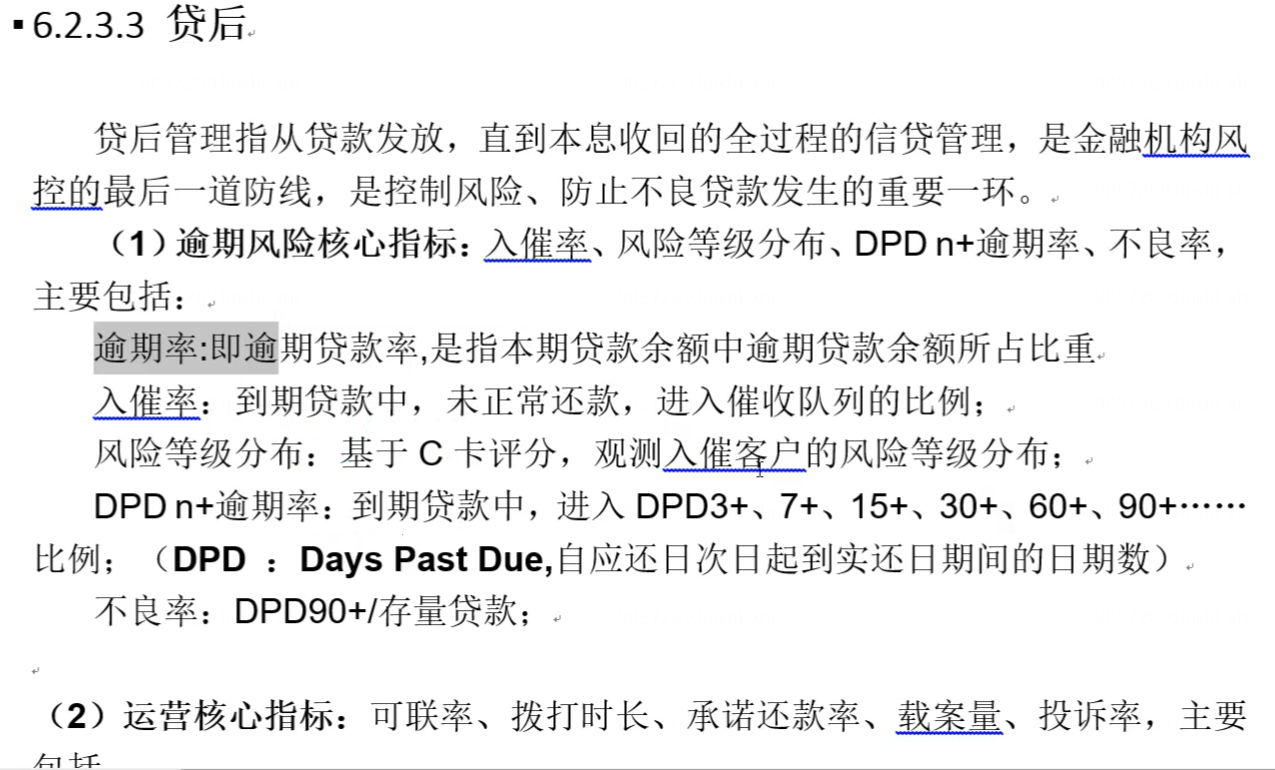 ▪6.2.3.3 贷后
贷后管理指从贷款发放，直到本息收回的全过程的信贷管理，是金融机构风
控的最后一道防线，是控制风险、防止不良贷款发生的重要一环。
（1）逾期风险核心指标：入催率、风险等级分布、DPD n+逾期率、不良率，
主要包括：
逾期率:即逾期贷款率,是指本期贷款余额中逾期贷款余额所占比重
入催率：到期贷款中，未正常还款，进入催收队列的比例；
风险等级分布：基于 C 卡评分，观测入催客户的风险等级分布；
DPD n+逾期率：到期贷款中，进入 DPD3+、7+、15+、30+、60+、90+……
比例；（DPD ：Days Past Due,自应还日次日起到实还日期间的日期数）
不良率：DPD90+/存量贷款；
（2）运营核心指标：可联率、拨打时长、承诺还款率、载案量、投诉率，主要
包括